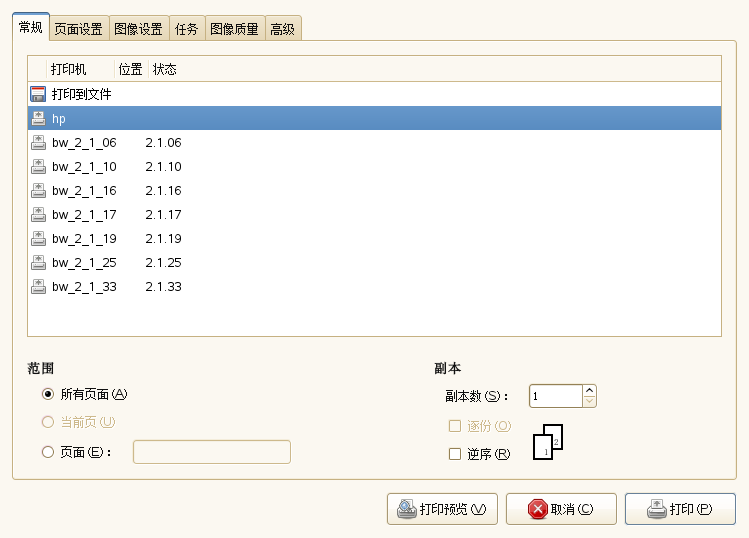 常规 页面设置 图像设置 任务 图像质量 高级
打印机 位置 状态
打印到文件
hp
bw_2_1_06 2.1.06
bw_2_1_10 2.1.10
bw_2_1_16 2.1.16
bw_2_1_17 2.1.17
bw_2_1_19 2.1.19
bw_2_1_25 2.1.25
bw_2_1_33 2.1.33
范围 副本
所有页面(A) 副本数(S)： 1
当前页(U) 逐份(O)
页面(E)： 逆序(R) 1 2
打印预览(V) 取消(C) 打印(P)